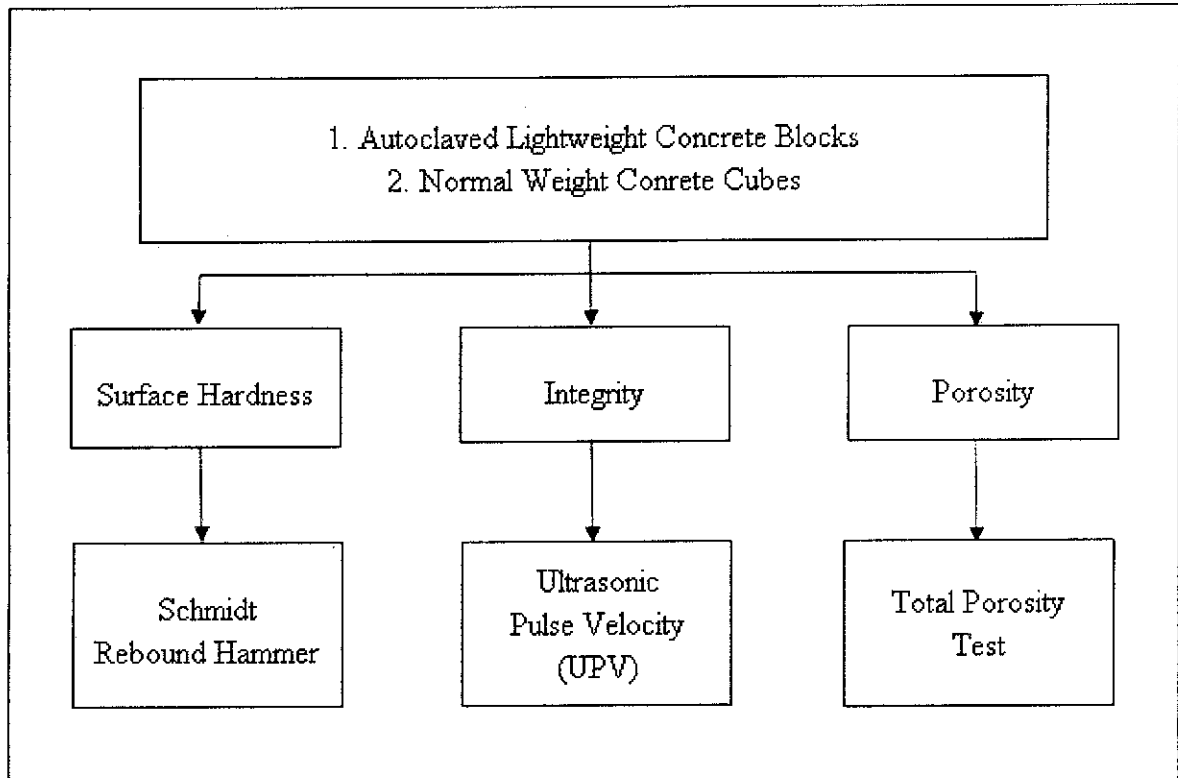 1. Autoclaved Lightweight Concrete Blocks
2. Normal Weight Conrete Cubes
Surface Hardness
Integrity
Porosity
Schmidt
Rebound Hammer
Ultrasonic
Pulse Velocity
(UPV)
Total Porosity
Test